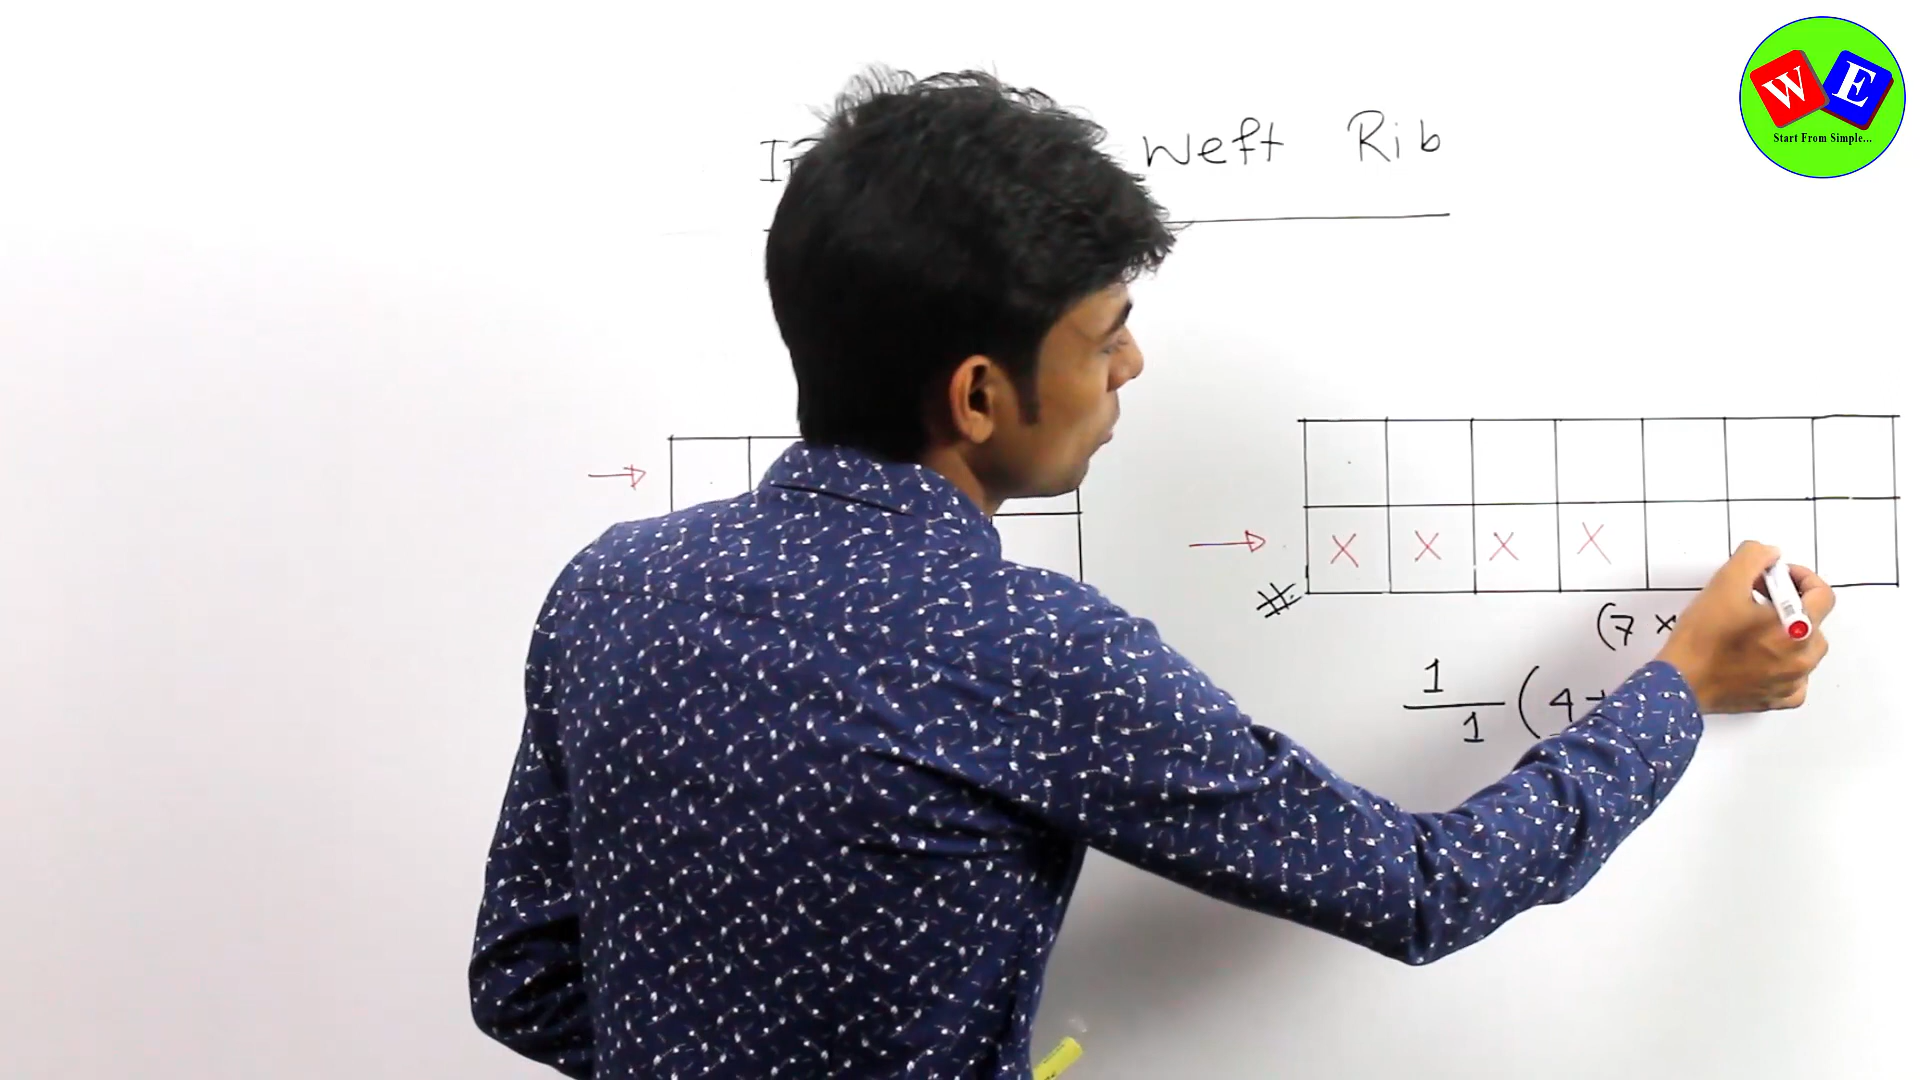 W E
Start From Simple...
Weft Rib
X X X X
#
(7 ×
1
1 (4+